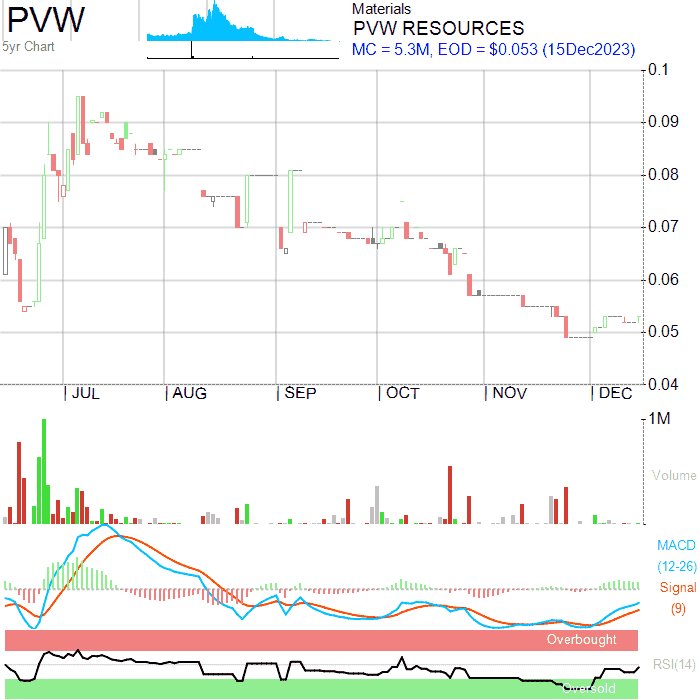 PVW
5yr Chart
Materials
PVW RESOURCES
MC = 5.3M, EOD = $0.053 (15Dec2023)
0.1
0.09
0.08
0.07
0.06
0.05
0.04
JUL AUG SEP OCT NOV DEC
1M
Volume
MACD
(12-26)
Signal
(9)
Overbought
RSI(14)
Oversold